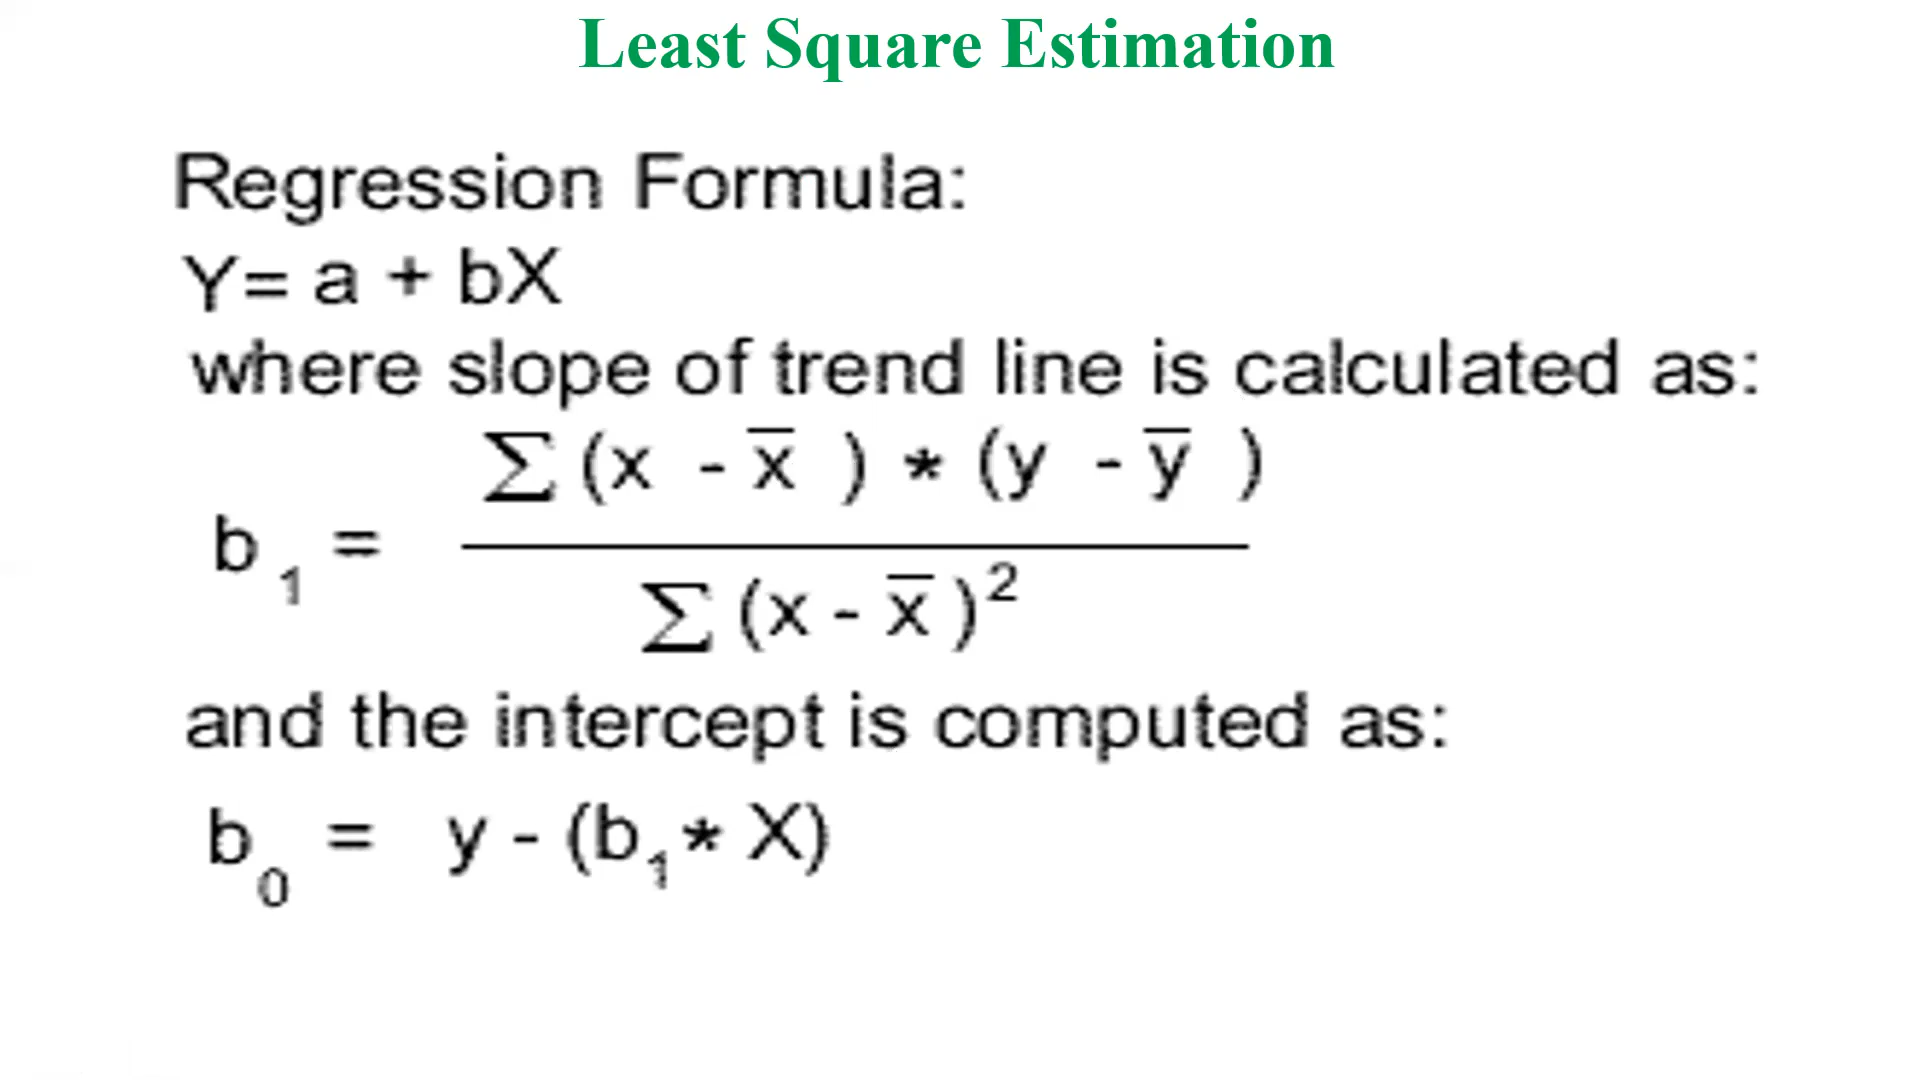 Least Square Estimation
Regression Formula:
Y= a + bX
where slope of trend line is calculated as:
b₁ = ∑(x - x̅ ) * (y - y̅ ) / ∑(x - x̅ )²
and the intercept is computed as:
b₀ = y - (b₁* X)